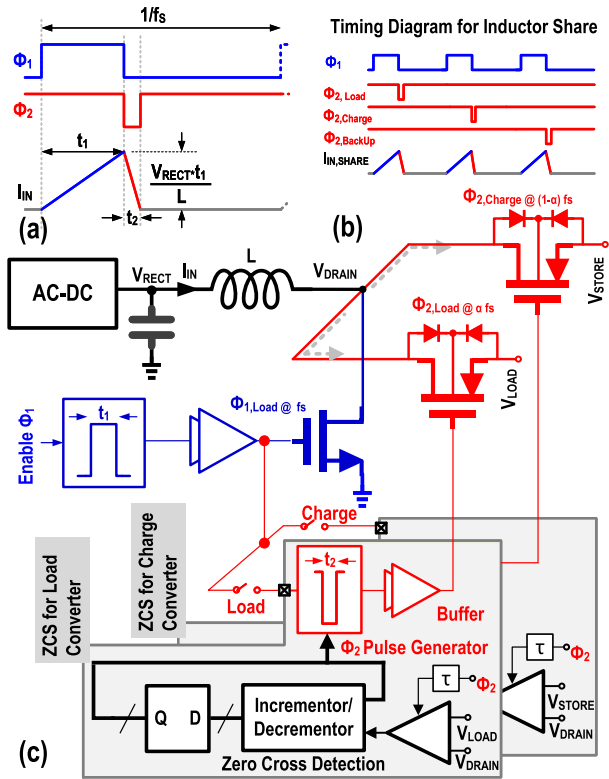 1/fS
Timing Diagram for Inductor Share
(a)
Φ1
Φ2
t1
VRECT*t1
L
t2
IIN
Φ1
Φ2, Load
Φ2,Charge
Φ2,BackUp
IIN,SHARE
(b)
Φ2,Charge @ (1-α) fs
AC-DC
VRECT
IIN
L
VDRAIN
VSTORE
Φ2,Load @ α fs
VLOAD
Enable Φ1
t1
Φ1,Load @ fs
Charge
Load
t2
Buffer
Φ2 Pulse Generator
ZCS for Load
Converter
ZCS for Charge
Converter
Q D
Incrementor/
Decrementor
Zero Cross Detection
τ
Φ2
VLOAD
VDRAIN
τ
Φ2
VSTORE
VDRAIN
(c)